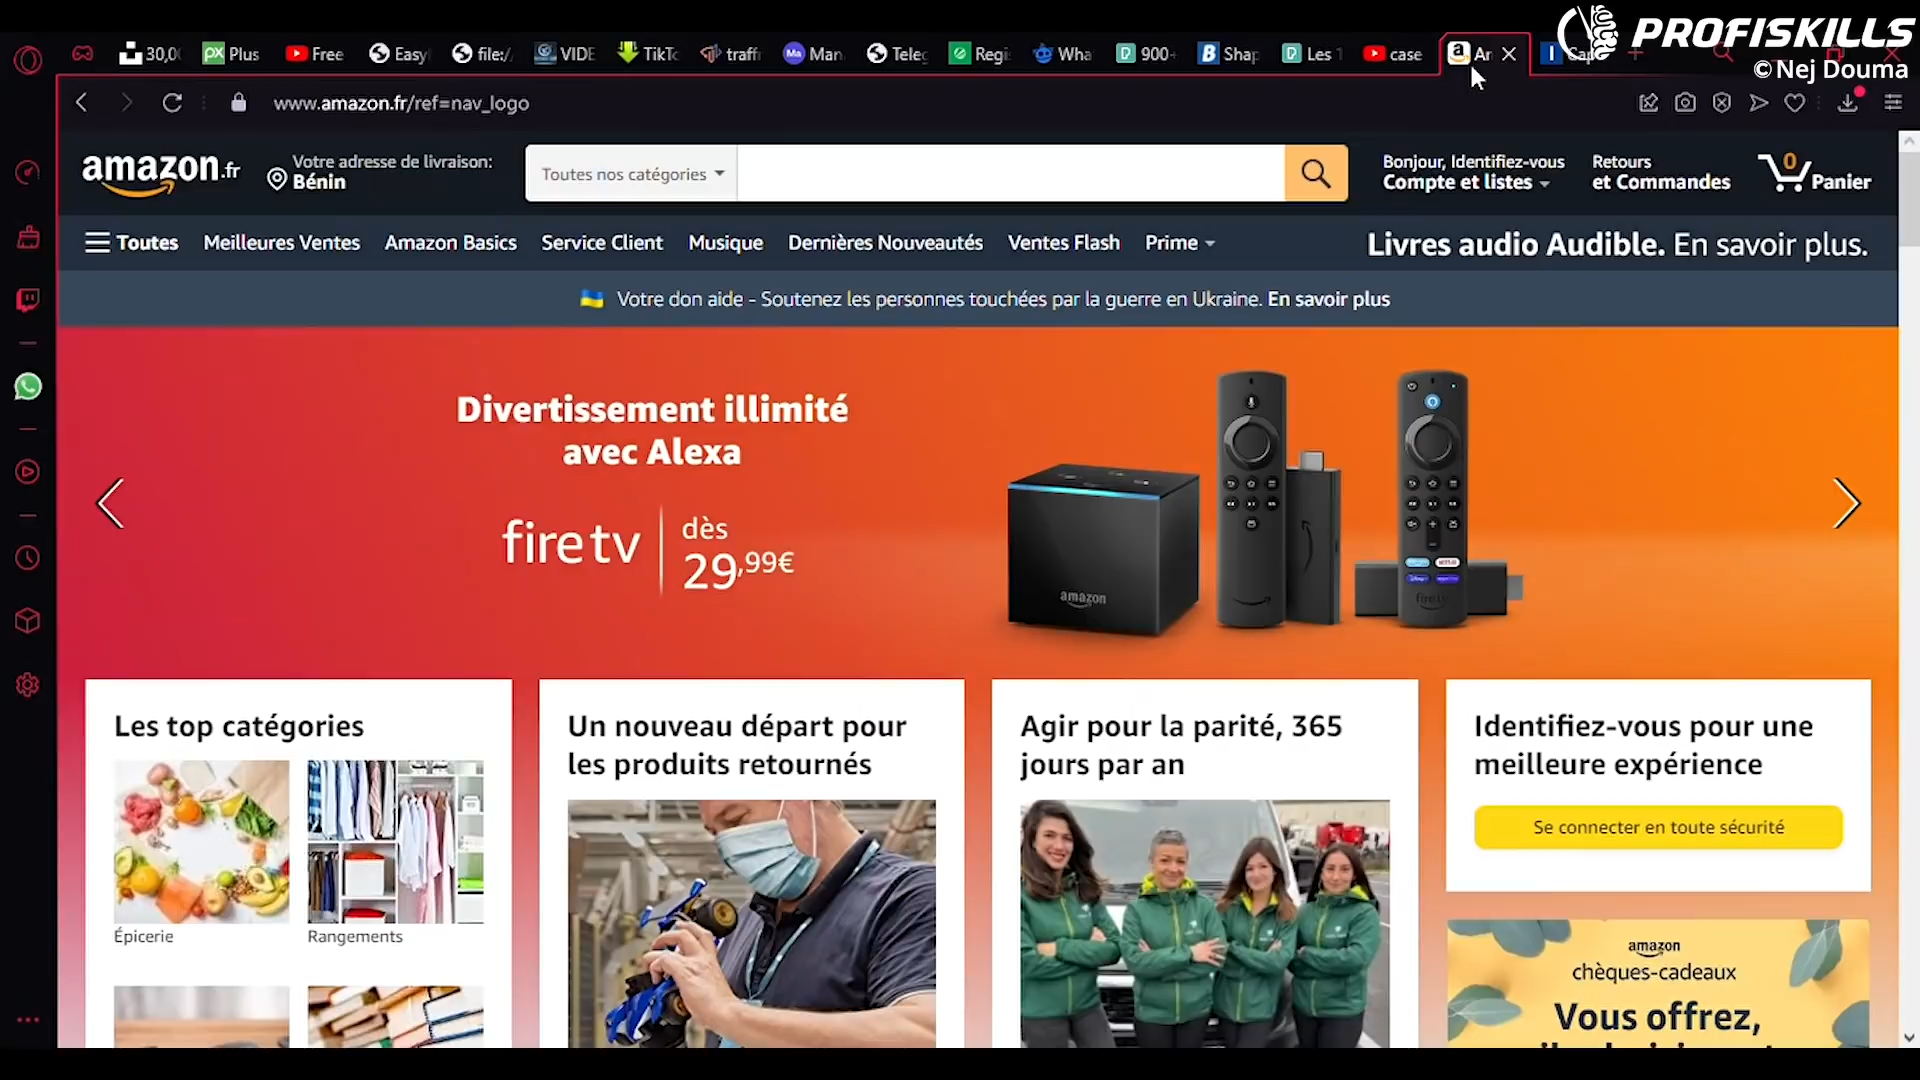 PROFISKILLS
©Nej Douma
30,0
Plus
Free
Easy
file:/
VIDE
TikTo
traff
Man
Teleg
Regi
Wha
900+
Shap
Les
case
www.amazon.fr/ref=nav_logo
amazon.fr
Votre adresse de livraison:
Bénin
Toutes nos catégories
Bonjour, Identifiez-vous
Compte et listes
Retours
et Commandes
0
Panier
Toutes
Meilleures Ventes
Amazon Basics
Service Client
Musique
Dernières Nouveautés
Ventes Flash
Prime
Livres audio Audible. En savoir plus.
Votre don aide - Soutenez les personnes touchées par la guerre en Ukraine. En savoir plus
Divertissement illimité
avec Alexa
fire tv
dès
29,99€
amazon
fire tv
Les top catégories
Épicerie
Rangements
Un nouveau départ pour
les produits retournés
Agir pour la parité, 365
jours par an
Identifiez-vous pour une
meilleure expérience
Se connecter en toute sécurité
amazon
chèques-cadeaux
Vous offrez,